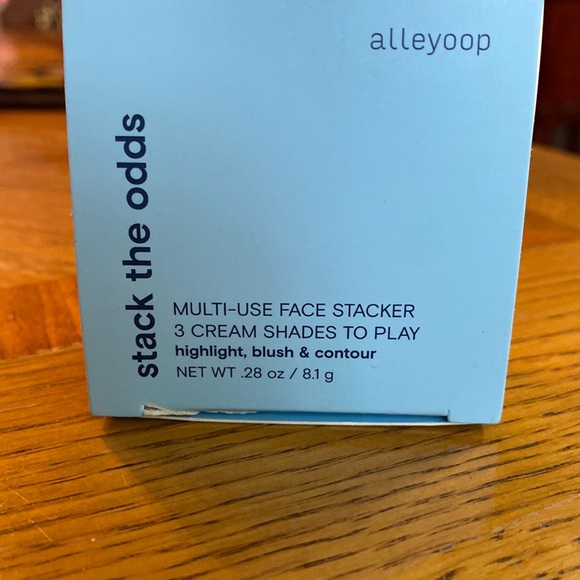 alleyoop
stack the odds
MULTI-USE FACE STACKER
3 CREAM SHADES TO PLAY
highlight, blush & contour
NET WT .28 oz / 8.1 g